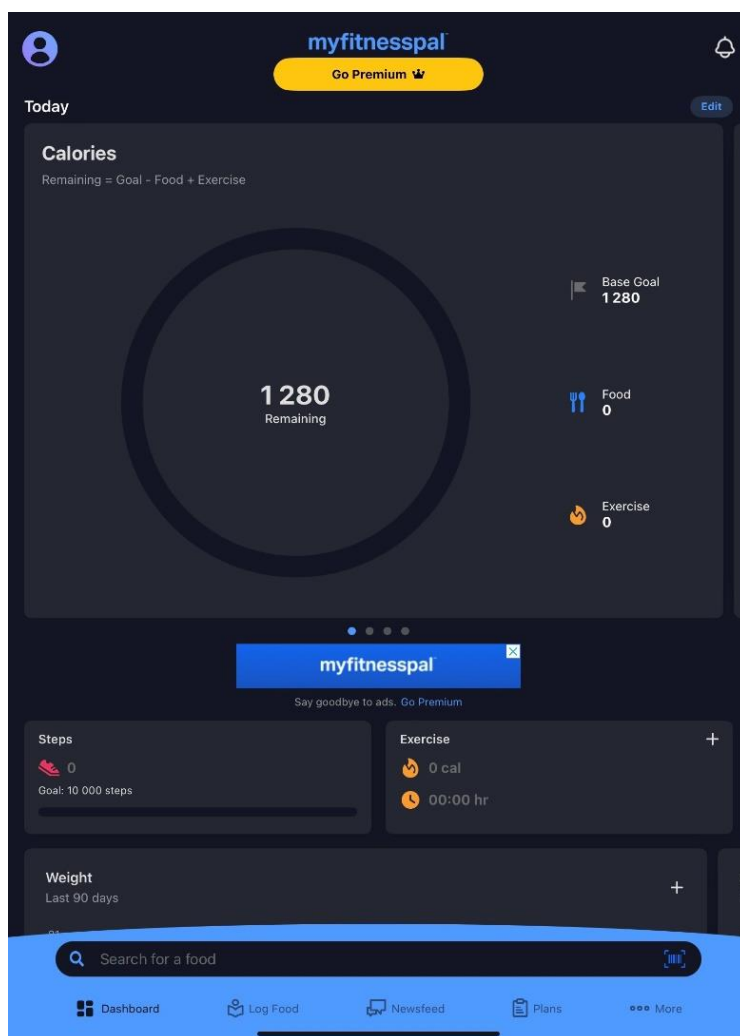 myfitnesspal
Go Premium
Today
Edit
Calories
Remaining = Goal - Food + Exercise
1 280
Remaining
Base Goal
1 280
Food
0
Exercise
0
myfitnesspal
Say goodbye to ads. Go Premium
Steps
0
Goal: 10 000 steps
Exercise
0 cal
00:00 hr
Weight
Last 90 days
Search for a food
Dashboard
Log Food
Newsfeed
Plans
More